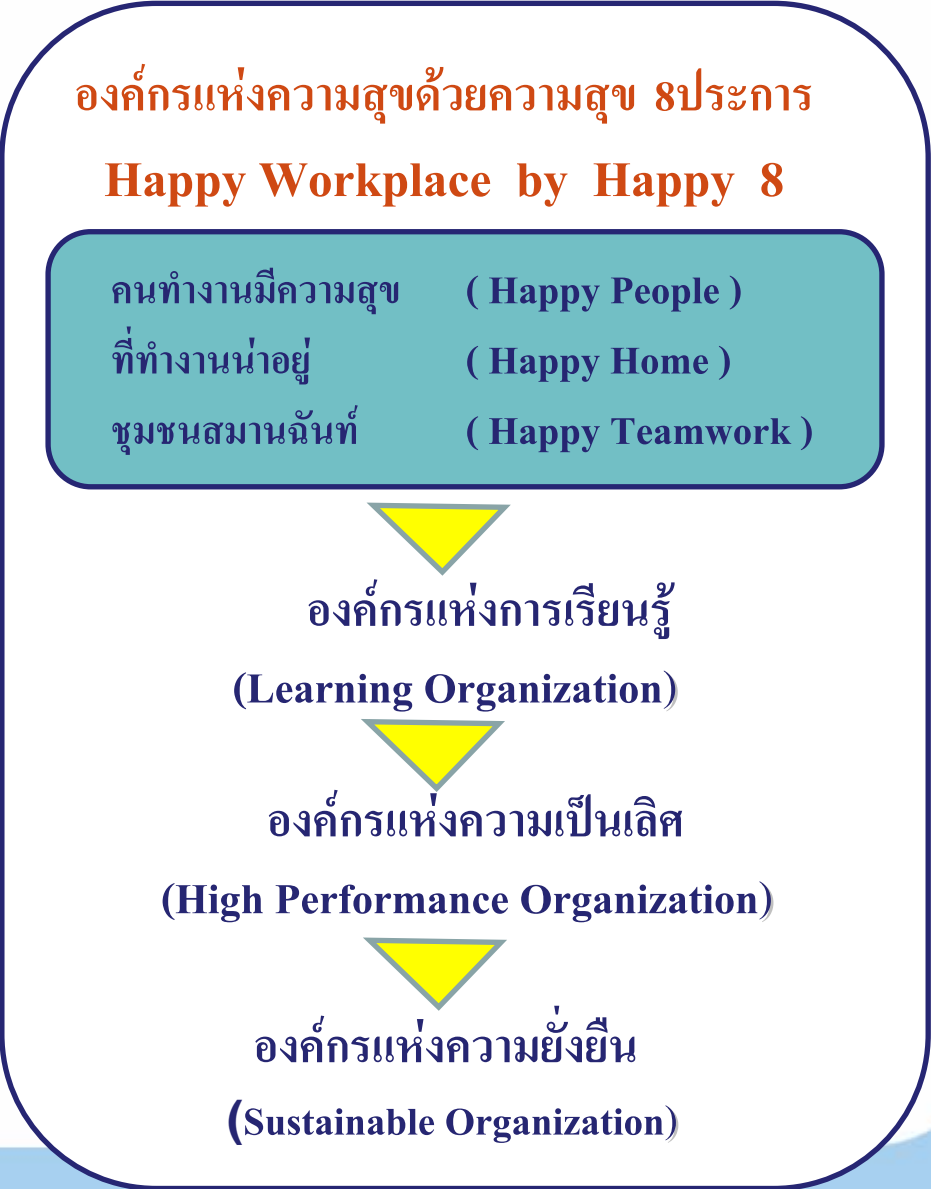 องค์กรแห่งความสุขด้วยความสุข 8ประการ
Happy Workplace by Happy 8
คนทำงานมีความสุข ( Happy People )
ที่ทำงานน่าอยู่ ( Happy Home )
ชุมชนสมานฉันท์ ( Happy Teamwork )
องค์กรแห่งการเรียนรู้
(Learning Organization)
องค์กรแห่งความเป็นเลิศ
(High Performance Organization)
องค์กรแห่งความยั่งยืน
(Sustainable Organization)